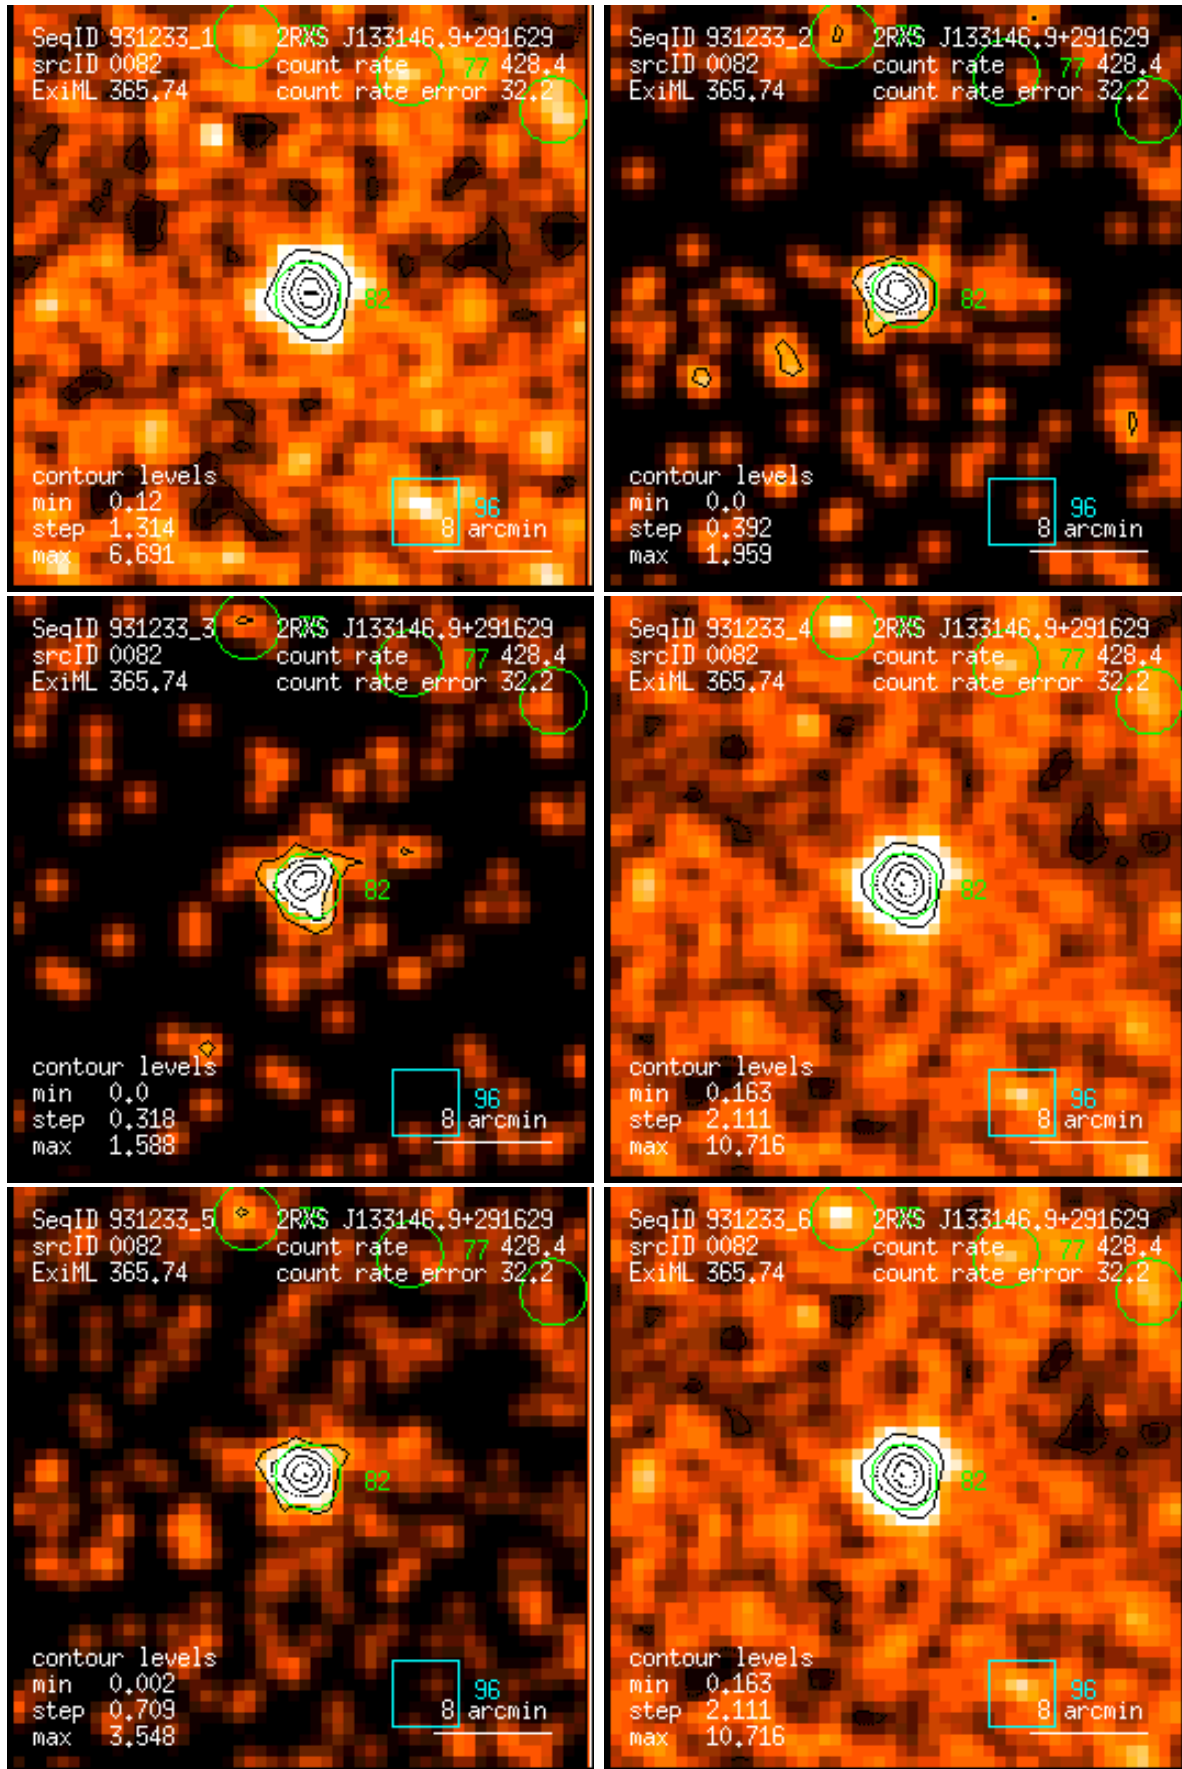 SeqID 931233_1 75 2RXS J133146.9+291629
srcID 0082 count rate 77 428.4
ExiML 365.74 count rate error 32.2
82
contour levels
min 0.12 96
step 1.314 8 arcmin
max 6.691
SeqID 931233_2 75 2RXS J133146.9+291629
srcID 0082 count rate 77 428.4
ExiML 365.74 count rate error 32.2
82
contour levels
min 0.0 96
step 0.392 8 arcmin
max 1.959
SeqID 931233_3 75 2RXS J133146.9+291629
srcID 0082 count rate 77 428.4
ExiML 365.74 count rate error 32.2
82
contour levels
min 0.0 96
step 0.318 8 arcmin
max 1.588
SeqID 931233_4 75 2RXS J133146.9+291629
srcID 0082 count rate 77 428.4
ExiML 365.74 count rate error 32.2
82
contour levels
min 0.163 96
step 2.111 8 arcmin
max 10.716
SeqID 931233_5 75 2RXS J133146.9+291629
srcID 0082 count rate 77 428.4
ExiML 365.74 count rate error 32.2
82
contour levels
min 0.002 96
step 0.709 8 arcmin
max 3.548
SeqID 931233_6 75 2RXS J133146.9+291629
srcID 0082 count rate 77 428.4
ExiML 365.74 count rate error 32.2
82
contour levels
min 0.163 96
step 2.111 8 arcmin
max 10.716